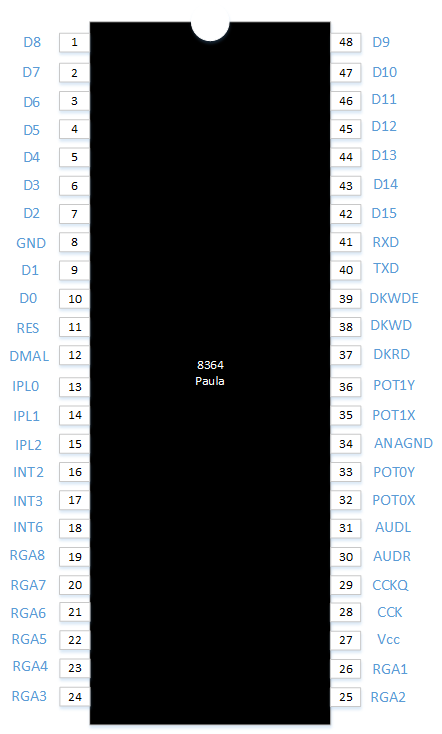 D8 1 48 D9
D7 2 47 D10
D6 3 46 D11
D5 4 45 D12
D4 5 44 D13
D3 6 43 D14
D2 7 42 D15
GND 8 41 RXD
D1 9 40 TXD
D0 10 39 DKWDE
RES 11 38 DKWD
DMAL 12 37 DKRD
8364
Paula
IPL0 13 36 POT1Y
IPL1 14 35 POT1X
IPL2 15 34 ANAGND
INT2 16 33 POT0Y
INT3 17 32 POT0X
INT6 18 31 AUDL
RGA8 19 30 AUDR
RGA7 20 29 CCKQ
RGA6 21 28 CCK
RGA5 22 27 Vcc
RGA4 23 26 RGA1
RGA3 24 25 RGA2